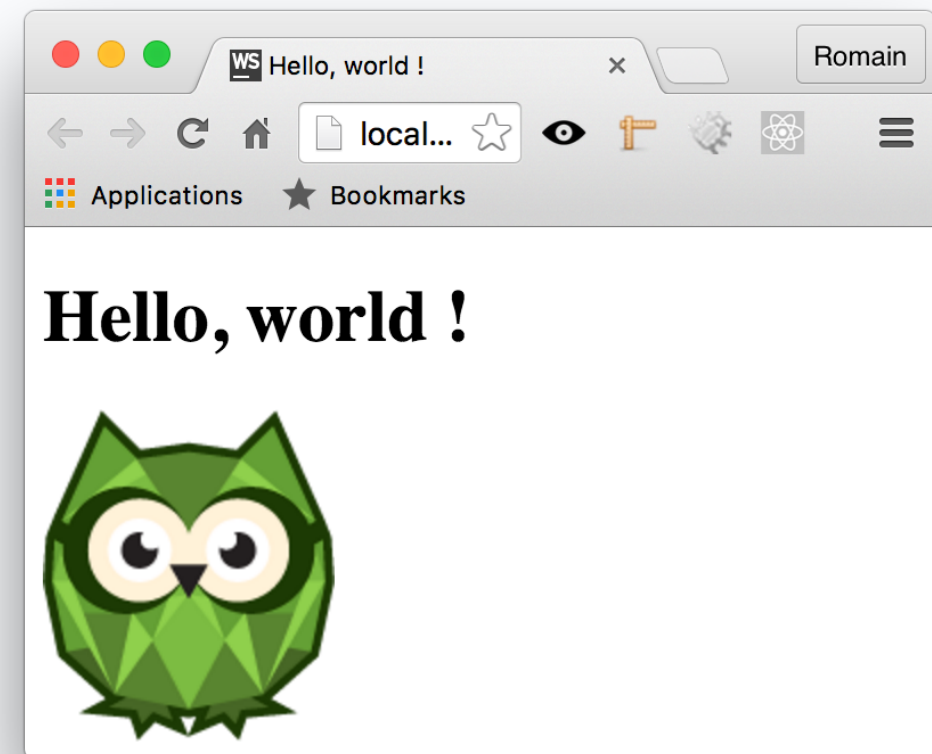 WS Hello, world !
Romain
local...
Applications
Bookmarks
Hello, world !